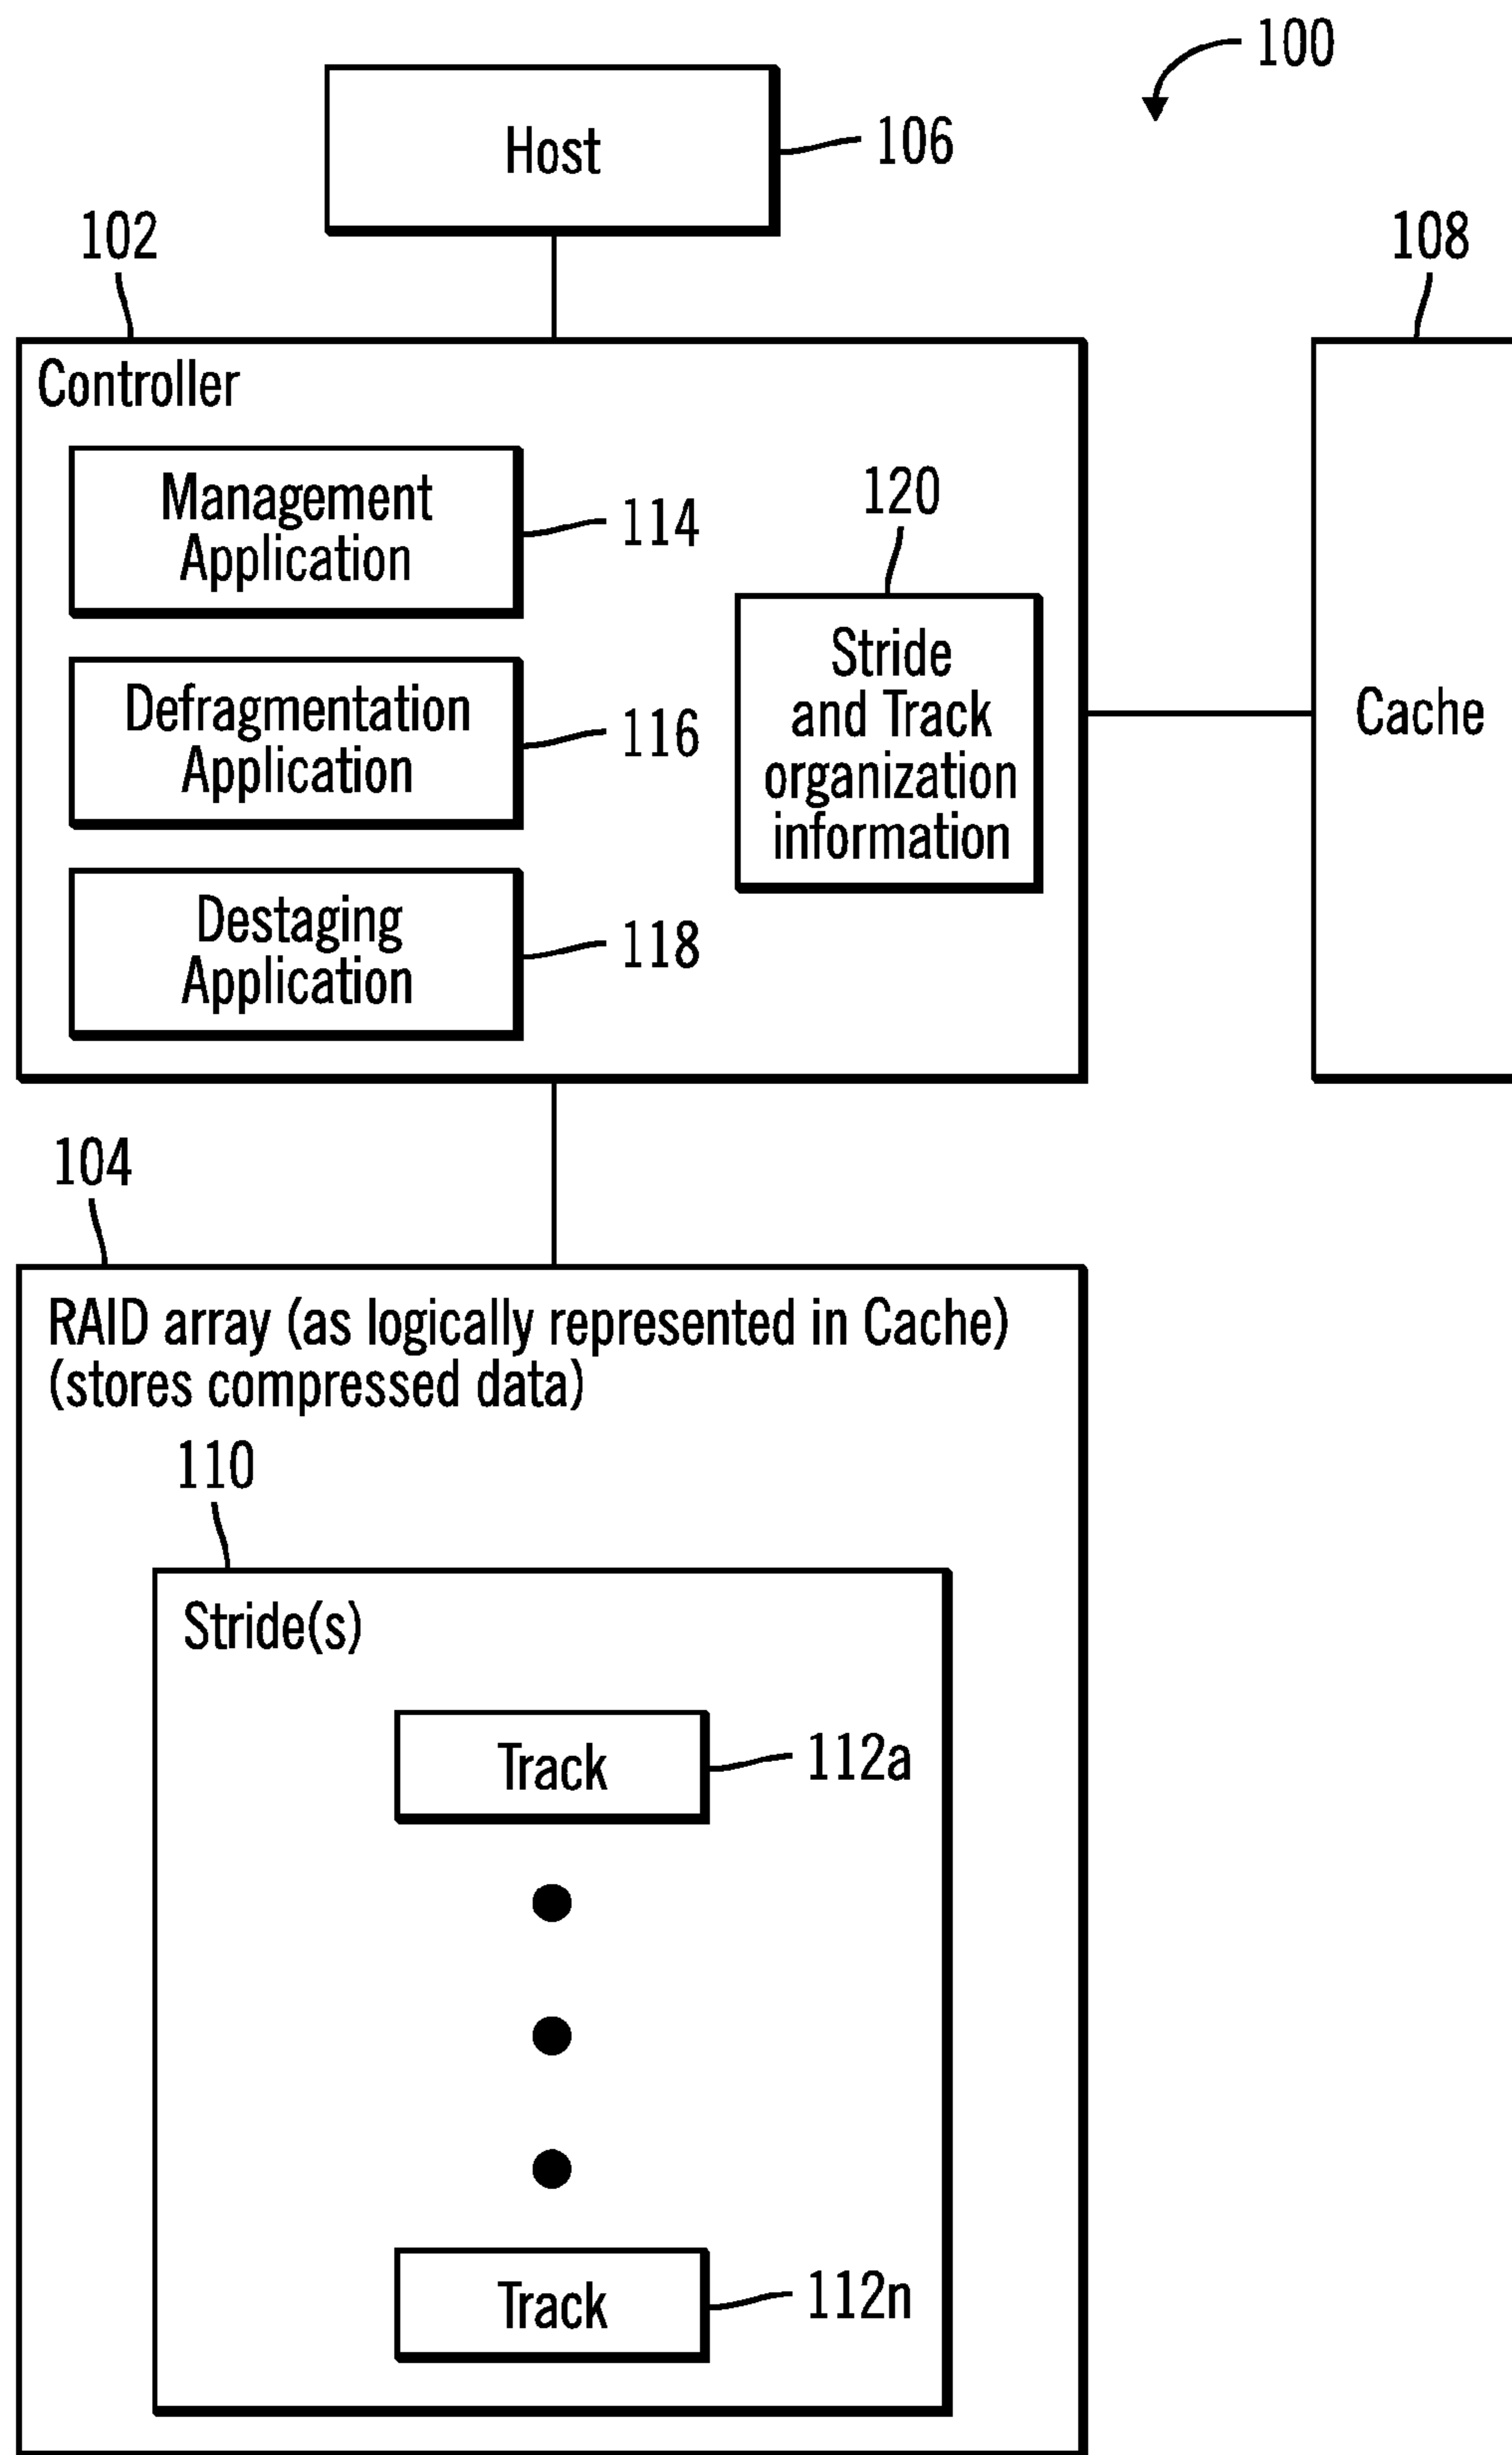 100
Host
106
102
108
Controller
Management
Application
114
120
Stride
and Track
organization
information
Defragmentation
Application
116
Cache
Destaging
Application
118
104
RAID array (as logically represented in Cache)
(stores compressed data)
110
Stride(s)
Track
112a
Track
112n